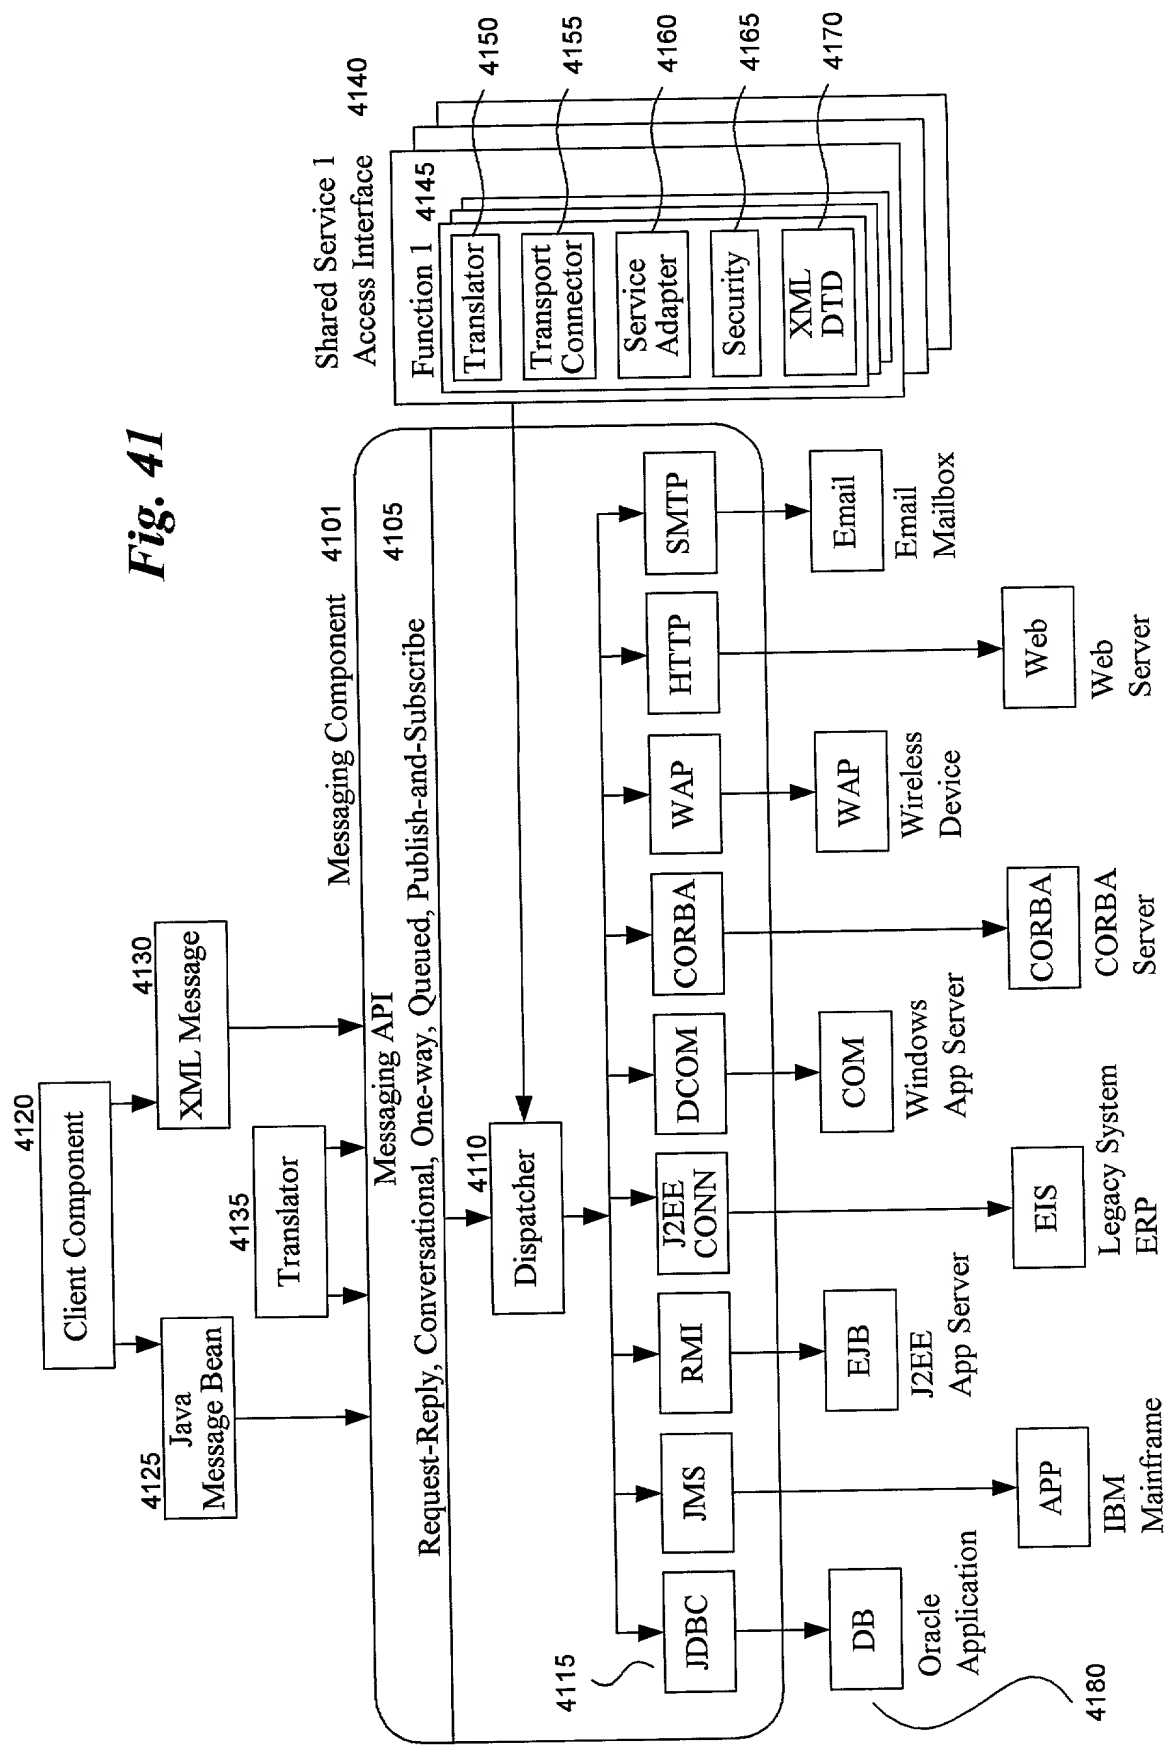 Fig. 41
Client Component
4120
Java
Message Bean
4125
XML Message
4130
Translator
4135
Messaging Component
4101
Messaging API
4105
Request-Reply, Conversational, One-way, Queued, Publish-and-Subscribe
Dispatcher
4110
4115
JDBC
JMS
RMI
J2EE
CONN
DCOM
CORBA
WAP
HTTP
SMTP
DB
Oracle
Application
APP
IBM
Mainframe
EJB
J2EE
App Server
EIS
Legacy System
ERP
COM
Windows
App Server
CORBA
CORBA
Server
WAP
Wireless
Device
Web
Web
Server
Email
Email
Mailbox
4180
Shared Service 1
Access Interface
4140
Function 1
4145
Translator
4150
Transport
Connector
4155
Service
Adapter
4160
Security
4165
XML
DTD
4170